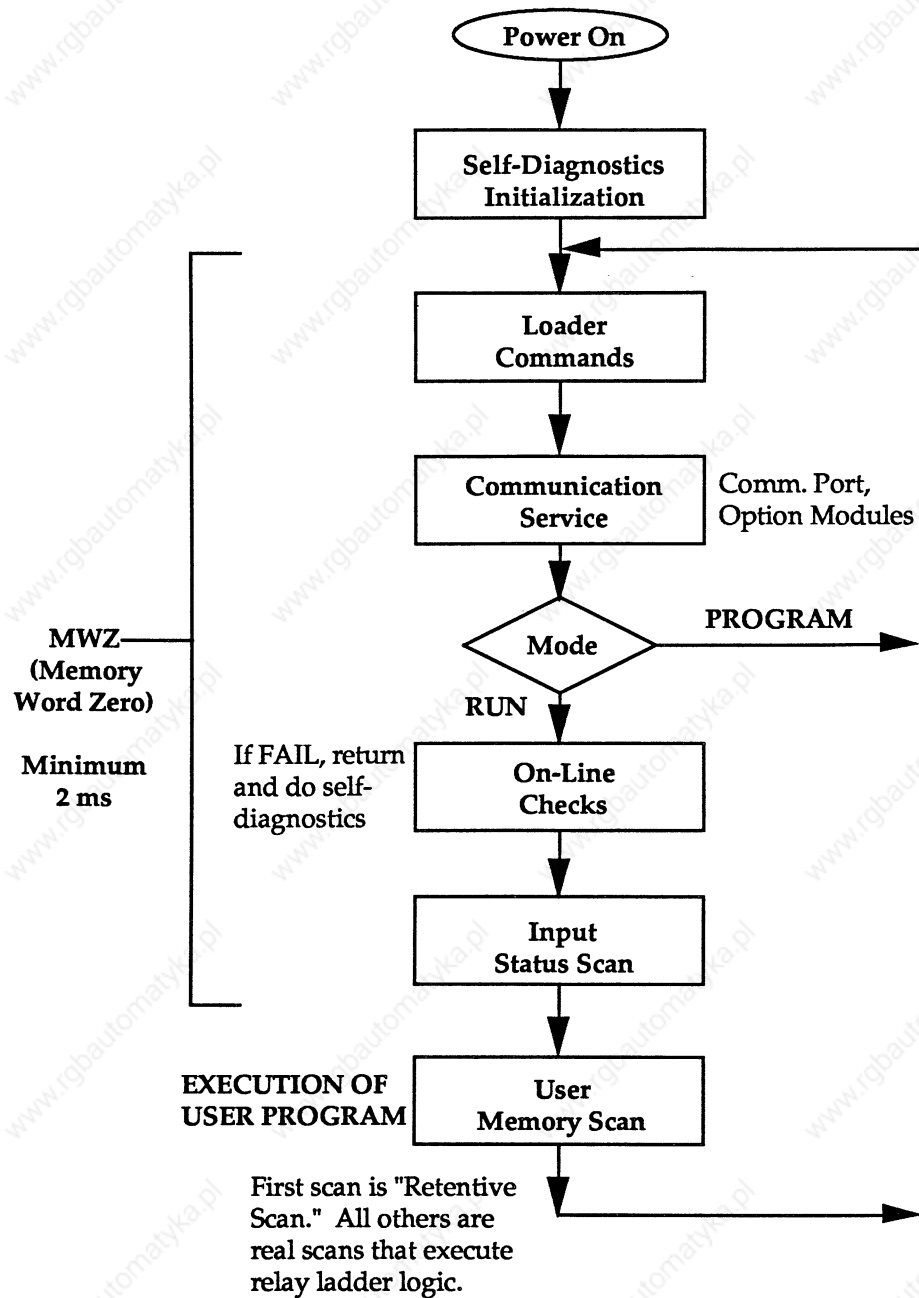 Power On
Self-Diagnostics
Initialization
Loader
Commands
Communication
Service
Comm. Port,
Option Modules
Mode
PROGRAM
RUN
MWZ
(Memory
Word Zero)
Minimum
2 ms
If FAIL, return
and do self-
diagnostics
On-Line
Checks
Input
Status Scan
EXECUTION OF
USER PROGRAM
User
Memory Scan
First scan is "Retentive
Scan." All others are
real scans that execute
relay ladder logic.
www.rgbautomatyka.pl